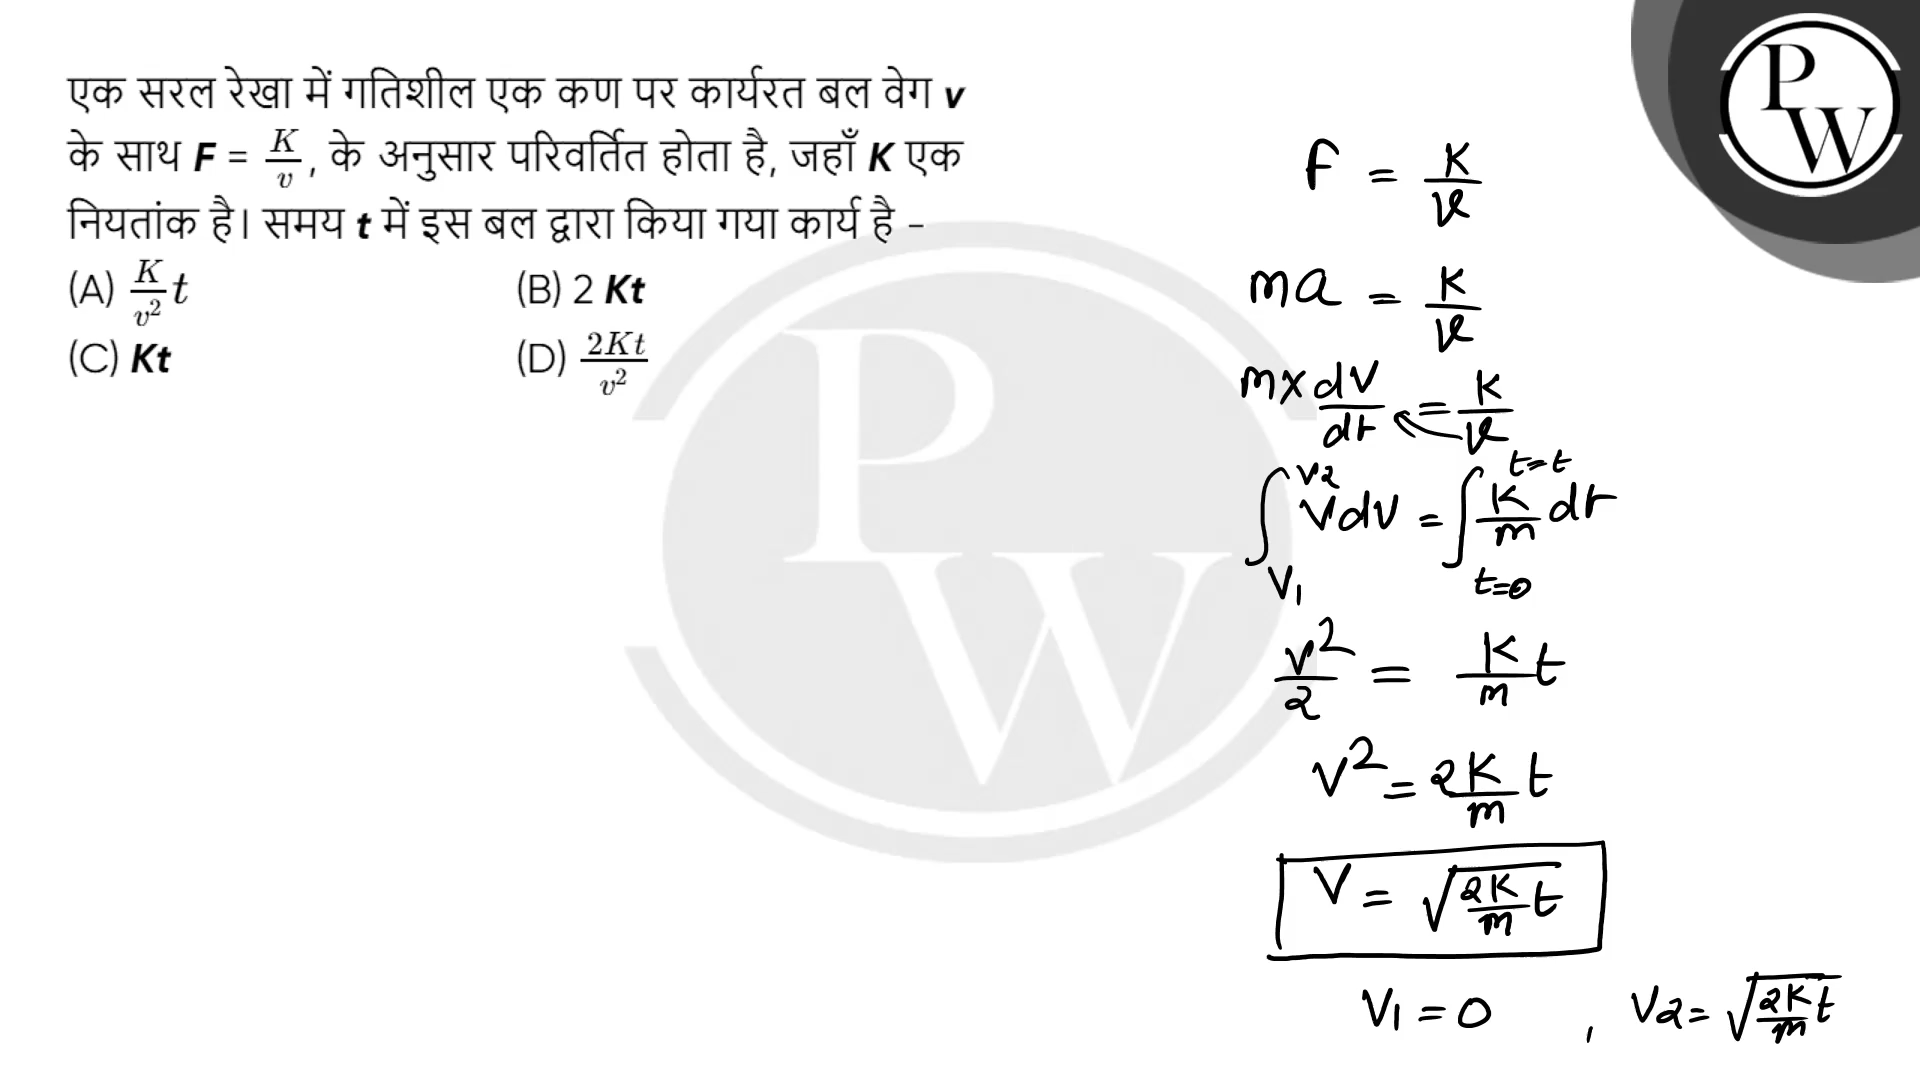 एक सरल रेखा में गतिशील एक कण पर कार्यरत बल वेग v
के साथ F = K/v, के अनुसार परिवर्तित होता है, जहाँ K एक
नियतांक है। समय t में इस बल द्वारा किया गया कार्य है –
(A) K/v² t (B) 2 Kt
(C) Kt (D) 2Kt/v²
PW
F = K/v
ma = K/v
m x dv/dt = K/v
∫ v1 v2 v dv = ∫ t=0 t=t K/m dt
v²/2 = K/m t
v² = 2K/m t
v = √(2K/m t)
v1 = 0 , v2 = √(2K/m t)
PW